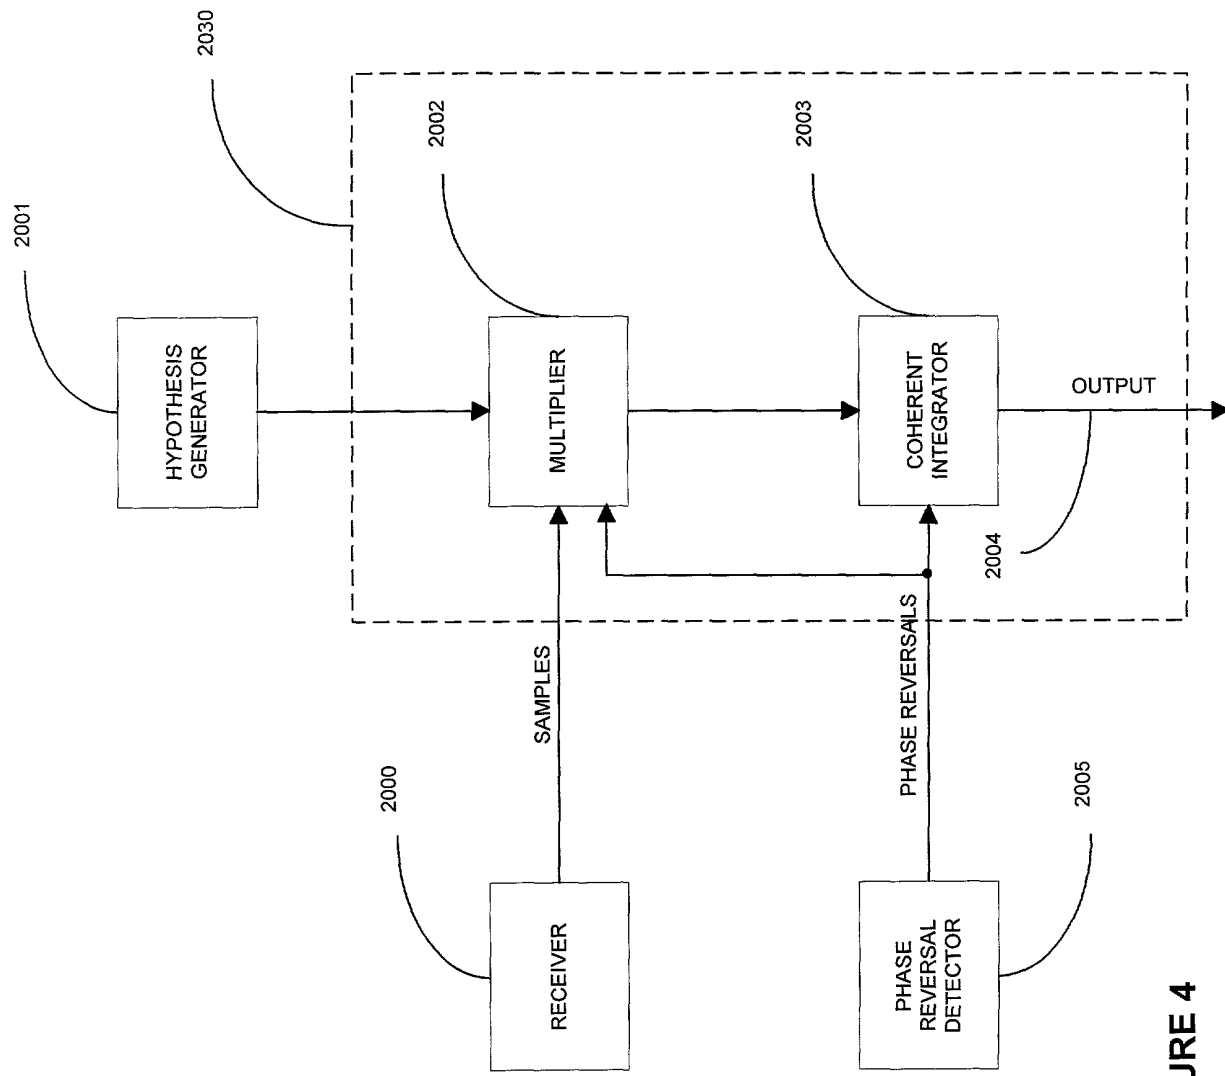 2001
HYPOTHESIS
GENERATOR
2030
2000
2002
RECEIVER
SAMPLES
MULTIPLIER
2003
PHASE
REVERSAL
DETECTOR
PHASE REVERSALS
COHERENT
INTEGRATOR
2004
2005
OUTPUT
URE 4